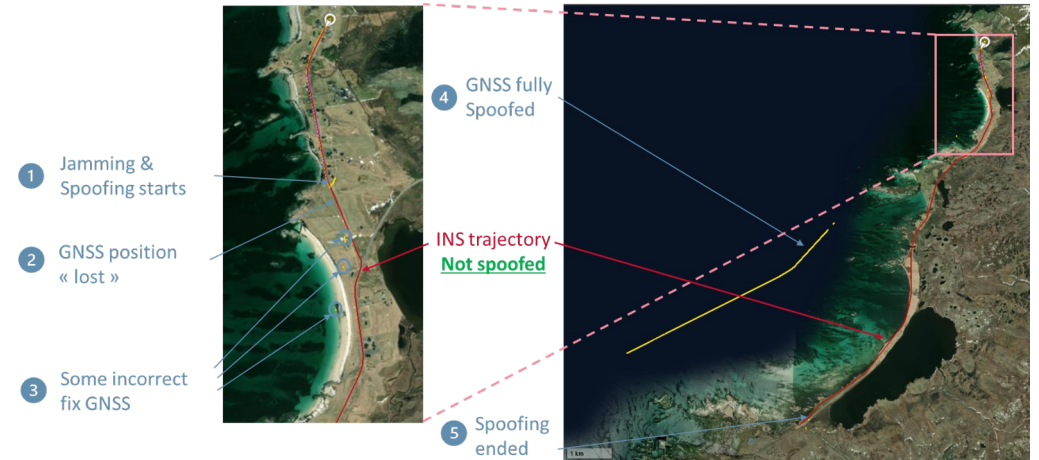 1
Jamming &
Spoofing starts
2
GNSS position
« lost »
3
Some incorrect
fix GNSS
4
GNSS fully
Spoofed
INS trajectory
Not spoofed
5
Spoofing
ended
1 km